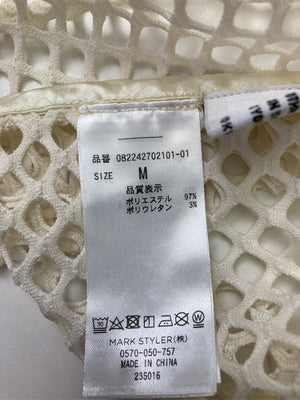 品番 082242702101-01
SIZE M
品質表示
ポリエステル 97%
ポリウレタン 3%
MARK STYLER(株)
0570-050-757
MADE IN CHINA
235016